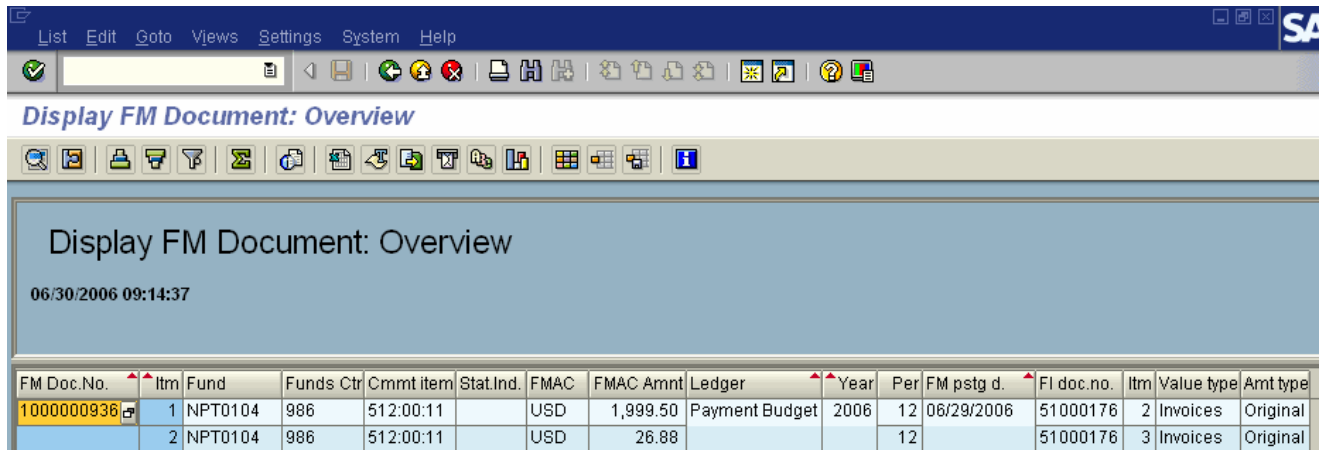 List Edit Goto Views Settings System Help
Display FM Document: Overview
Display FM Document: Overview
06/30/2006 09:14:37
FM Doc.No. Itm Fund Funds Ctr Cmmt item Stat.Ind. FMAC FMAC Amnt Ledger Year Per FM pstg d. FI doc.no. Itm Value type Amt type
1000000936 1 NPT0104 986 512:00:11 USD 1,999.50 Payment Budget 2006 12 06/29/2006 51000176 2 Invoices Original
2 NPT0104 986 512:00:11 USD 26.88 12 51000176 3 Invoices Original